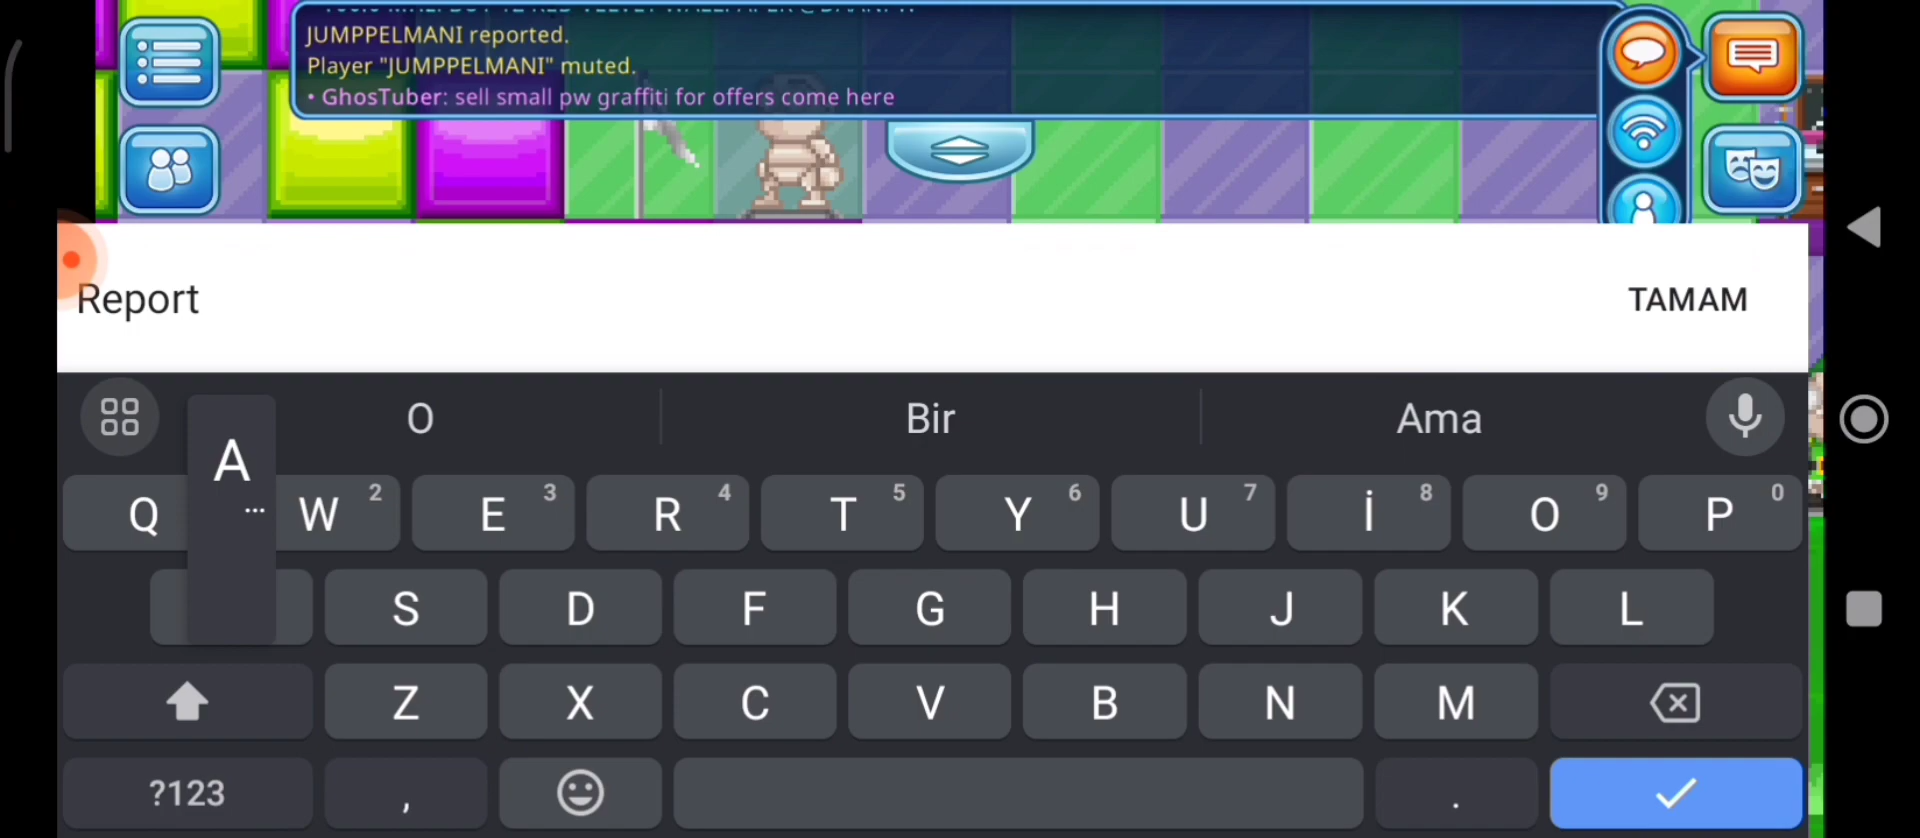 JUMPPELMANI reported.
Player "JUMPPELMANI" muted.
• GhosTuber: sell small pw graffiti for offers come here
Report
TAMAM
O Bir Ama
A
...
Q W 2 E 3 R 4 T 5 Y 6 U 7 İ 8 O 9 P 0
S D F G H J K L
Z X C V B N M
?123 , .